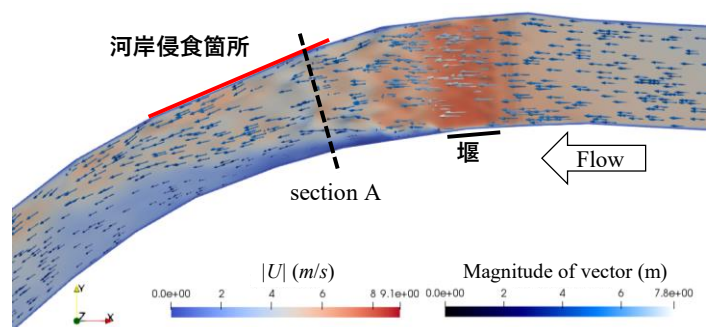 河岸侵食箇所
堰
Flow
section A
|U| (m/s)
0.0e+00 2 4 6 8 9.1e+00
Magnitude of vector (m)
0.0e+00 2 4 6 7.8e+00
Y
Z X